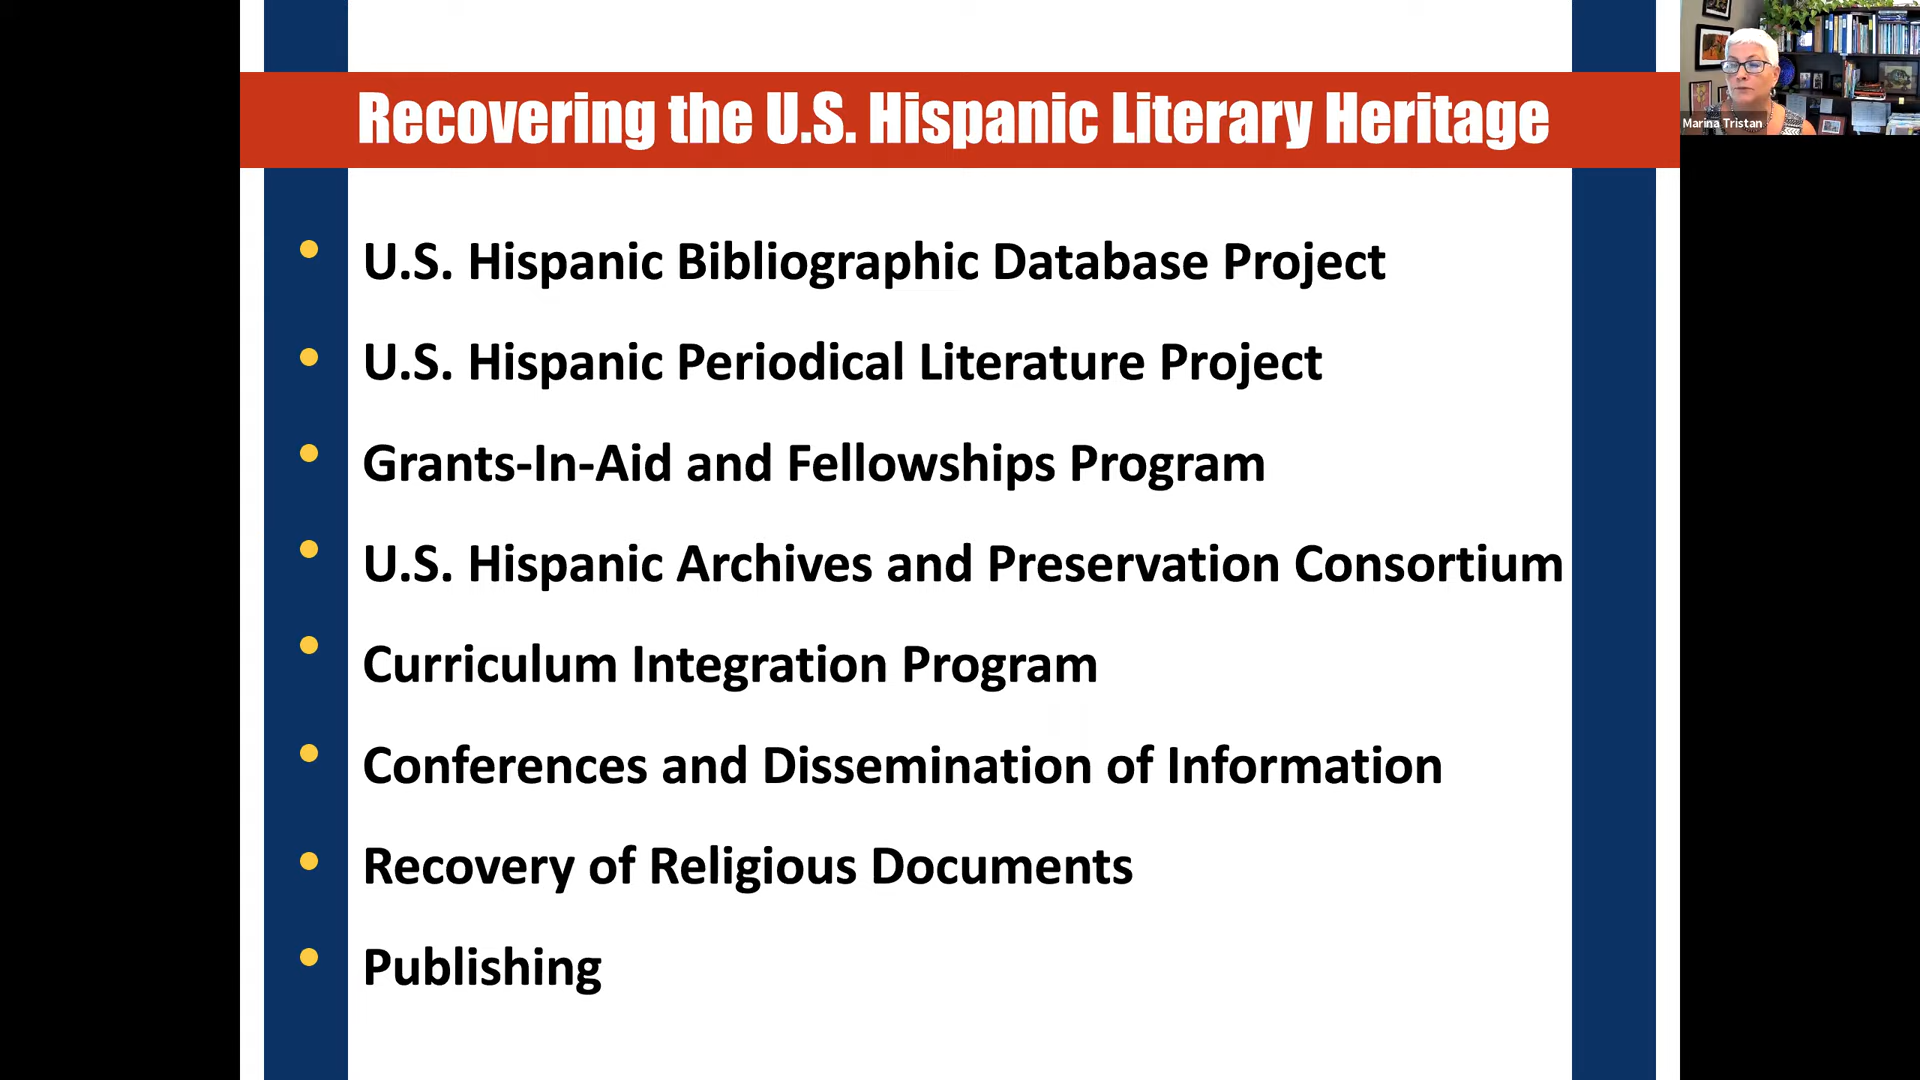 Recovering the U.S. Hispanic Literary Heritage
Marina Tristan
• U.S. Hispanic Bibliographic Database Project
• U.S. Hispanic Periodical Literature Project
• Grants-In-Aid and Fellowships Program
• U.S. Hispanic Archives and Preservation Consortium
• Curriculum Integration Program
• Conferences and Dissemination of Information
• Recovery of Religious Documents
• Publishing